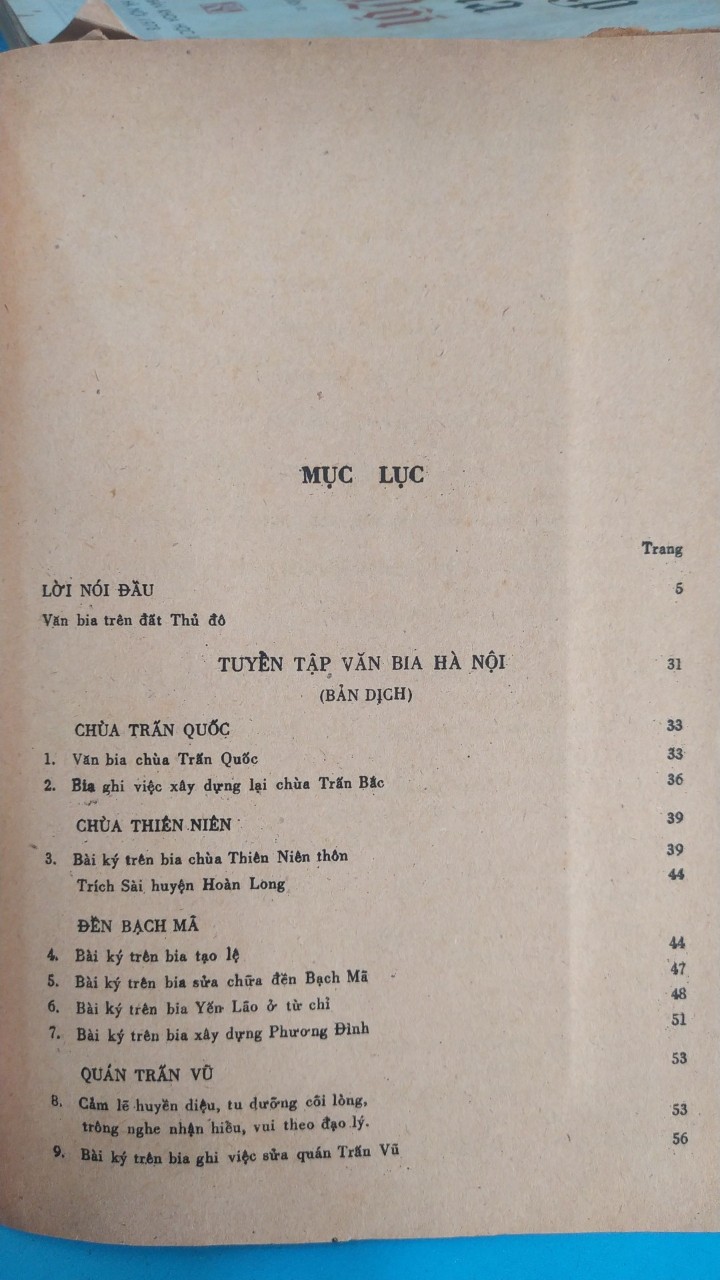 MỤC LỤC
Trang
LỜI NÓI ĐẦU 5
Văn bia trên đất Thủ đô
TUYỂN TẬP VĂN BIA HÀ NỘI 31
(BẢN DỊCH)
CHÙA TRẤN QUỐC 33
1. Văn bia chùa Trấn Quốc 33
2. Bia ghi việc xây dựng lại chùa Trấn Bắc 36
CHÙA THIÊN NIÊN 39
3. Bài ký trên bia chùa Thiên Niên thôn 39
Trích Sài huyện Hoàn Long 44
ĐỀN BẠCH MÃ
4. Bài ký trên bia tạo lệ 44
5. Bài ký trên bia sửa chữa đền Bạch Mã 47
6. Bài ký trên bia Yến Lão ở từ chỉ 48
7. Bài ký trên bia xây dựng Phương Đình 51
QUÁN TRẤN VŨ 53
8. Cảm lẽ huyền diệu, tu dưỡng cõi lòng,
trông nghe nhận hiểu, vui theo đạo lý. 53
9. Bài ký trên bia ghi việc sửa quán Trấn Vũ 56